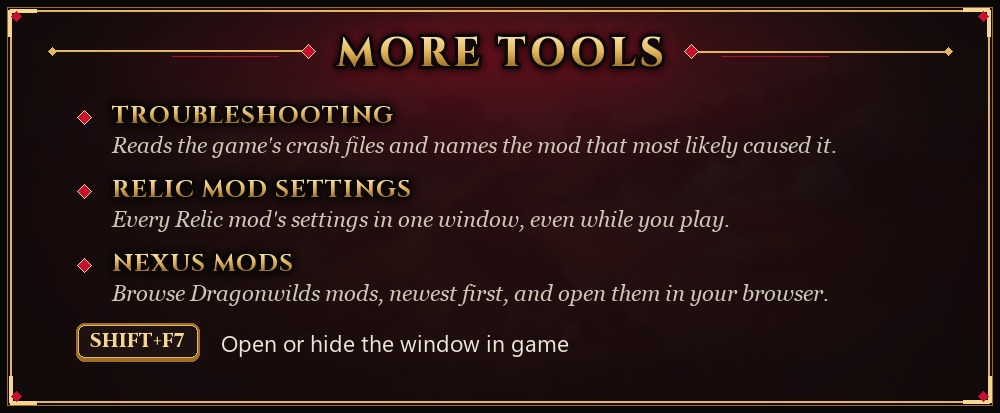 MORE TOOLS
TROUBLESHOOTING
Reads the game's crash files and names the mod that most likely caused it.
RELIC MOD SETTINGS
Every Relic mod's settings in one window, even while you play.
NEXUS MODS
Browse Dragonwilds mods, newest first, and open them in your browser.
SHIFT+F7 Open or hide the window in game